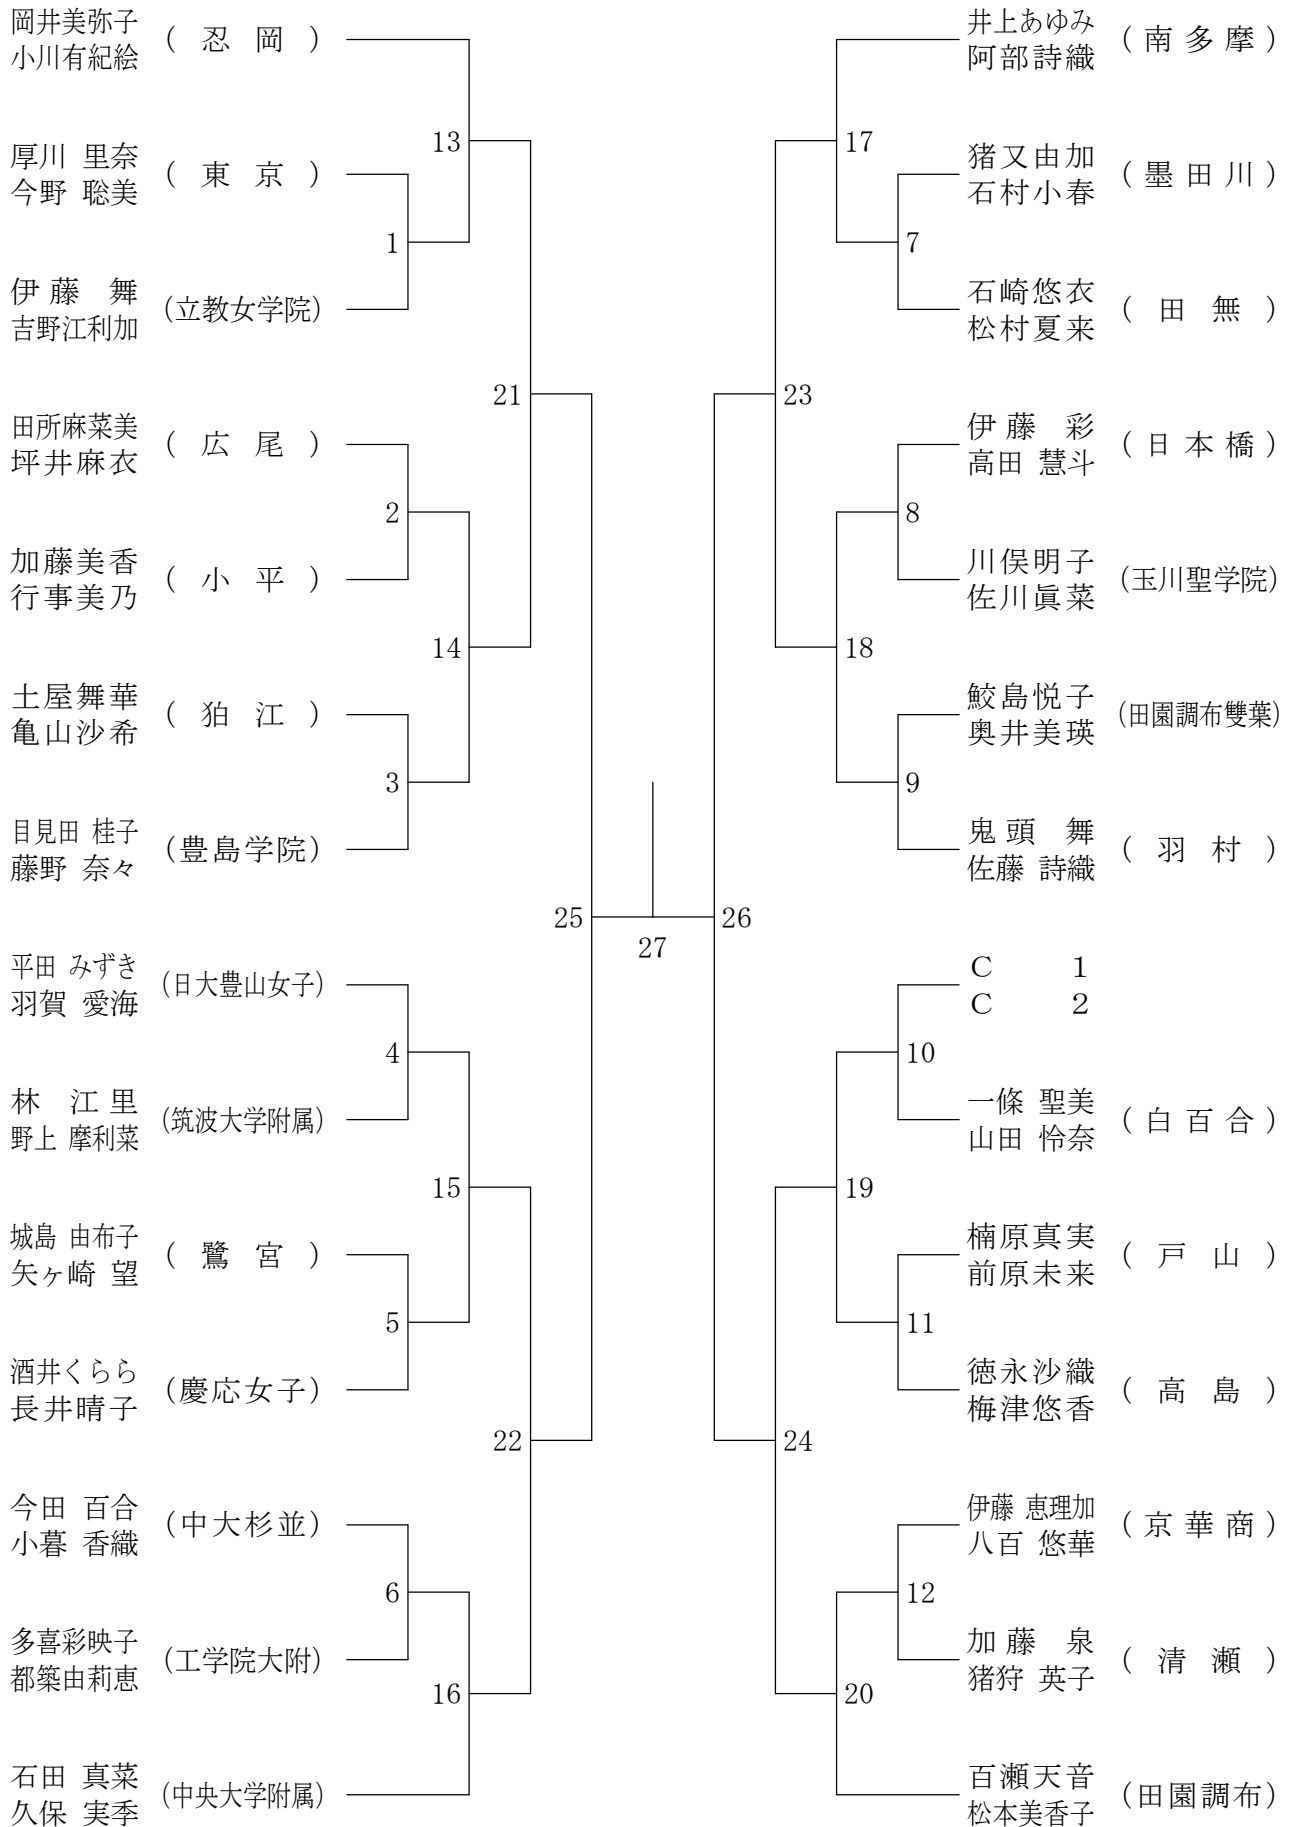 岡井美弥子
小川有紀絵
(忍岡)
厚川 里奈
今野 聡美
(東京)
伊藤 舞
吉野江利加
(立教女学院)
田所麻菜美
坪井麻衣
(広尾)
加藤美香
行事美乃
(小平)
土屋舞華
亀山沙希
(狛江)
目見田 桂子
藤野 奈々
(豊島学院)
平田 みずき
羽賀 愛海
(日大豊山女子)
林 江里
野上 摩利菜
(筑波大学附属)
城島 由布子
矢ヶ崎 望
(鷺宮)
酒井くらら
長井晴子
(慶応女子)
今田 百合
小暮 香織
(中大杉並)
多喜彩映子
都築由莉恵
(工学院大附)
石田 真菜
久保 実季
(中央大学附属)
1
2
3
4
5
6
13
14
15
16
21
22
25
27
26
23
24
17
18
19
20
7
8
9
10
11
12
井上あゆみ
阿部詩織
(南多摩)
猪又由加
石村小春
(墨田川)
石崎悠衣
松村夏来
(田無)
伊藤 彩
高田 慧斗
(日本橋)
川俣明子
佐川眞菜
(玉川聖学院)
鮫島悦子
奥井美瑛
(田園調布雙葉)
鬼頭 舞
佐藤 詩織
(羽村)
C 1
C 2
一條 聖美
山田 怜奈
(白百合)
楠原真実
前原未来
(戸山)
徳永沙織
梅津悠香
(高島)
伊藤 恵理加
八百 悠華
(京華商)
加藤 泉
猪狩 英子
(清瀬)
百瀬天音
松本美香子
(田園調布)